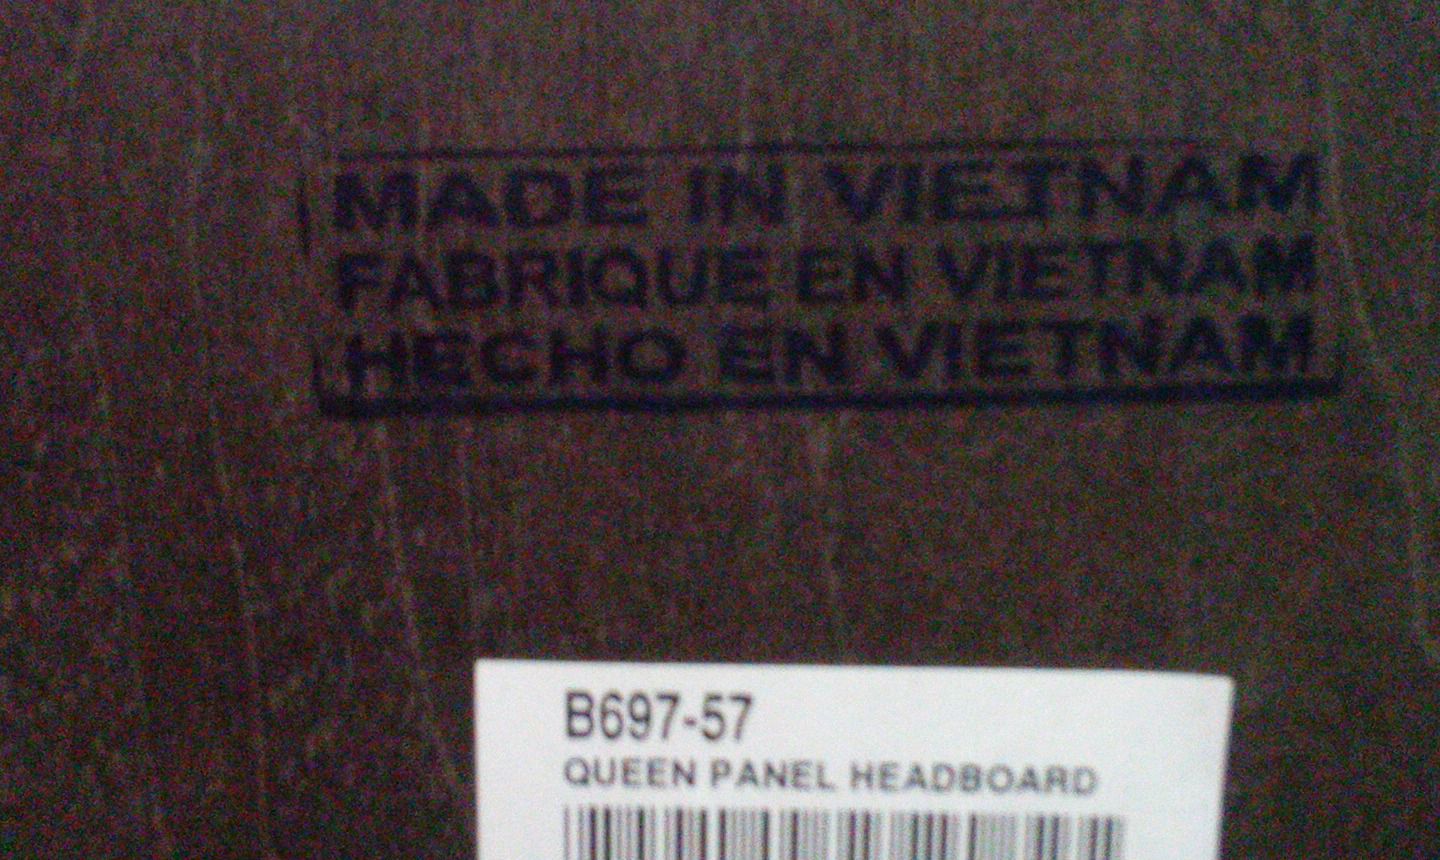 MADE IN VIETNAM
FABRIQUE EN VIETNAM
HECHO EN VIETNAM
B697-57
QUEEN PANEL HEADBOARD